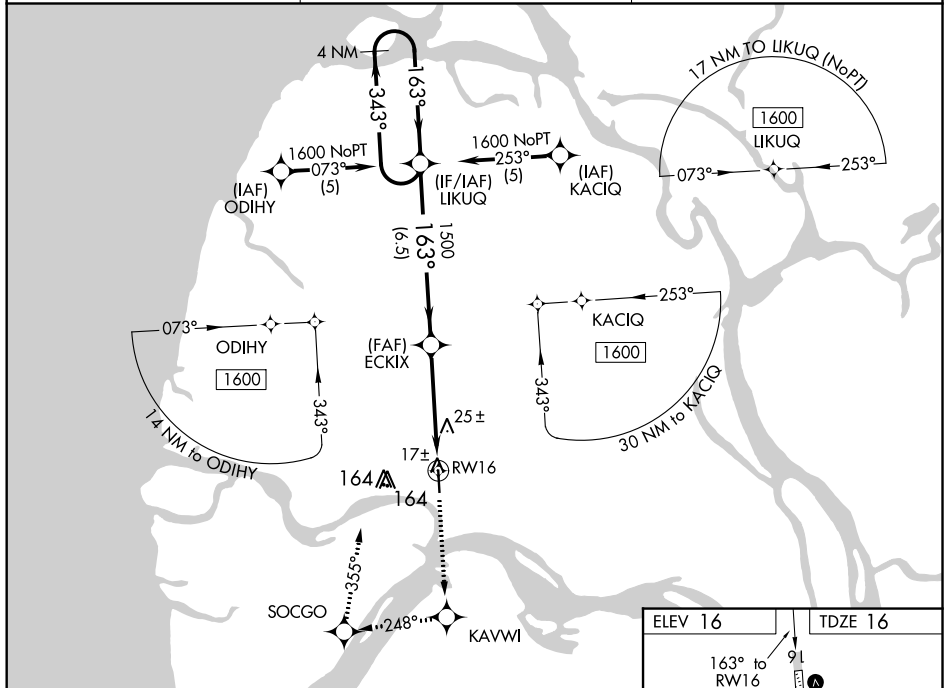 4 NM
163°
343°
1600 NoPT
073°
(5)
(IAF)
ODIHY
1600 NoPT
253°
(5)
(IAF)
KACIQ
(IF/IAF)
LIKUQ
17 NM TO LIKUQ (NoPT)
1600
LIKUQ
073°
253°
1500
163°
(6.5)
073°
ODIHY
1600
343°
14 NM to ODIHY
253°
KACIQ
1600
343°
30 NM to KACIQ
(FAF)
ECKIX
25±
17±
RW16
164
164
355°
SOCGO
248°
KAVWI
ELEV 16
TDZE 16
163° to
RW16
16
A